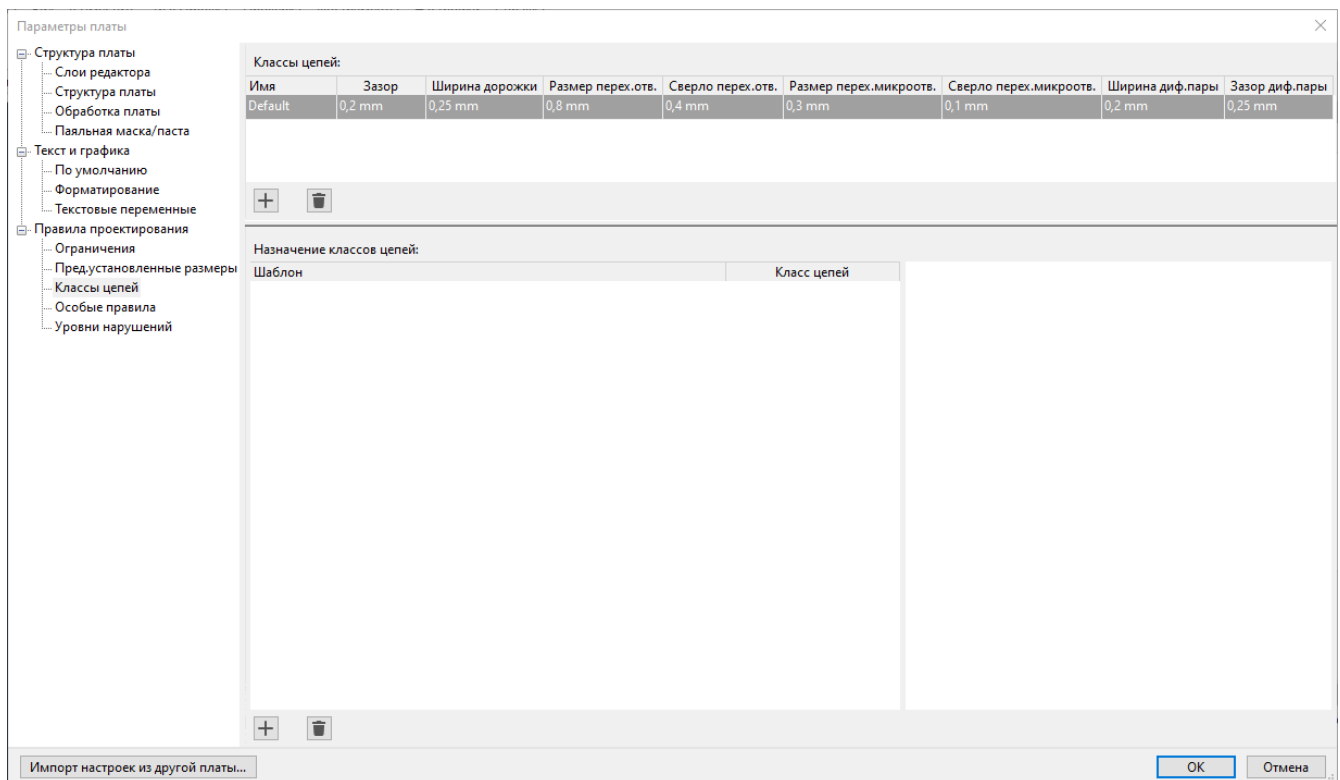 Параметры платы
Структура платы
Слои редактора
Структура платы
Обработка платы
Паяльная маска/паста
Текст и графика
По умолчанию
Форматирование
Текстовые переменные
Правила проектирования
Ограничения
Пред.установленные размеры
Классы цепей
Особые правила
Уровни нарушений
Классы цепей:
Имя Зазор Ширина дорожки Размер перех.отв. Сверло перех.отв. Размер перех.микроотв. Сверло перех.микроотв. Ширина диф.пары Зазор диф.пары
Default 0,2 mm 0,25 mm 0,8 mm 0,4 mm 0,3 mm 0,1 mm 0,2 mm 0,25 mm
Назначение классов цепей:
Шаблон Класс цепей
Импорт настроек из другой платы... OK Отмена